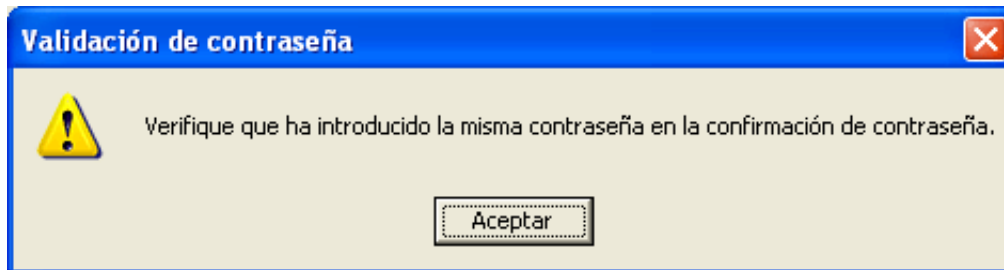 Validación de contraseña
Verifique que ha introducido la misma contraseña en la confirmación de contraseña.
Aceptar